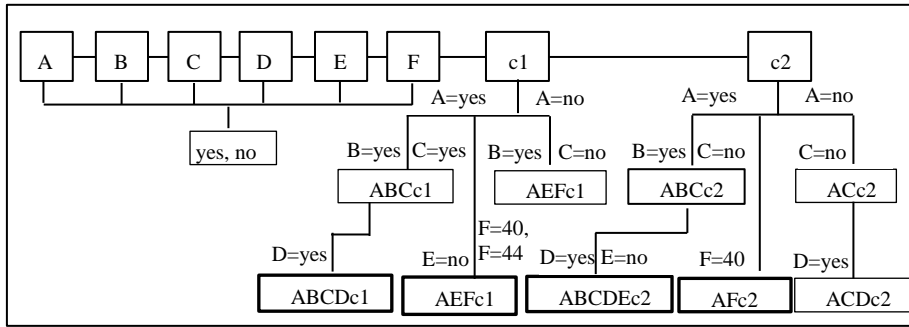 A B C D E F c1 c2
A=yes A=no A=yes A=no
yes, no B=yes C=yes B=yes C=no B=yes C=no C=no
ABCc1 AEFc1 ABCc2 ACc2
F=40,
D=yes E=no F=44 D=yes E=no F=40 D=yes
ABCDc1 AEFc1 ABCDEc2 AFc2 ACDc2